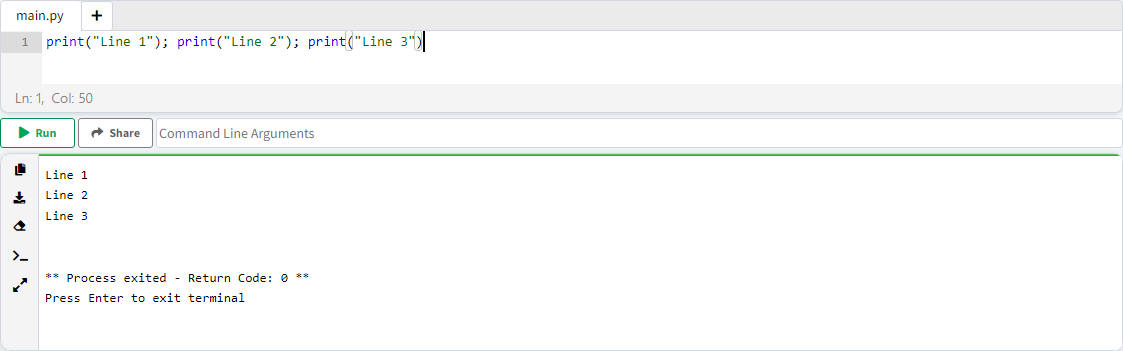 main.py +
1 print("Line 1"); print("Line 2"); print("Line 3")
Ln: 1, Col: 50
Run Share Command Line Arguments
Line 1
Line 2
Line 3
** Process exited - Return Code: 0 **
Press Enter to exit terminal